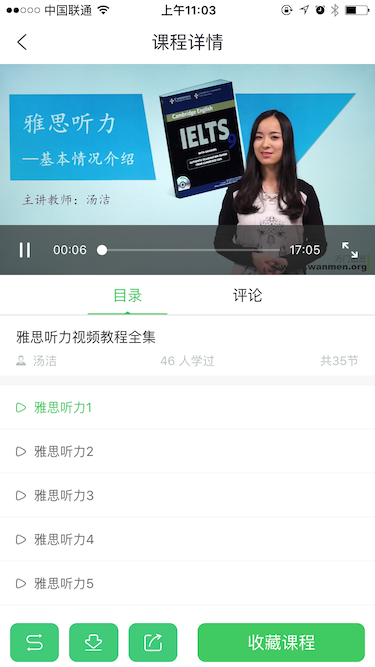 中国联通
上午11:03
课程详情
雅思听力
—基本情况介绍
主讲教师：汤洁
Cambridge English
IELTS
9
00:06
17:05
www.wanmen.org
目录
评论
雅思听力视频教程全集
汤洁
46 人学过
共35节
雅思听力1
雅思听力2
雅思听力3
雅思听力4
雅思听力5
收藏课程